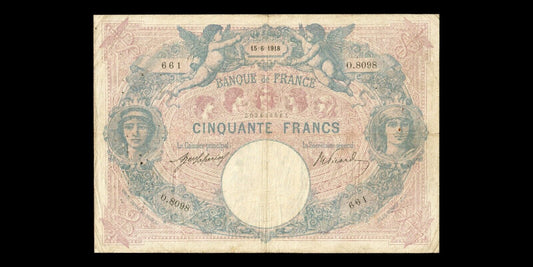 15-6-1918
661
O.8098
BANQUE DE FRANCE
CINQUANTE FRANCS
Le Caissier principal
Le Secrétaire général
O.8098
661